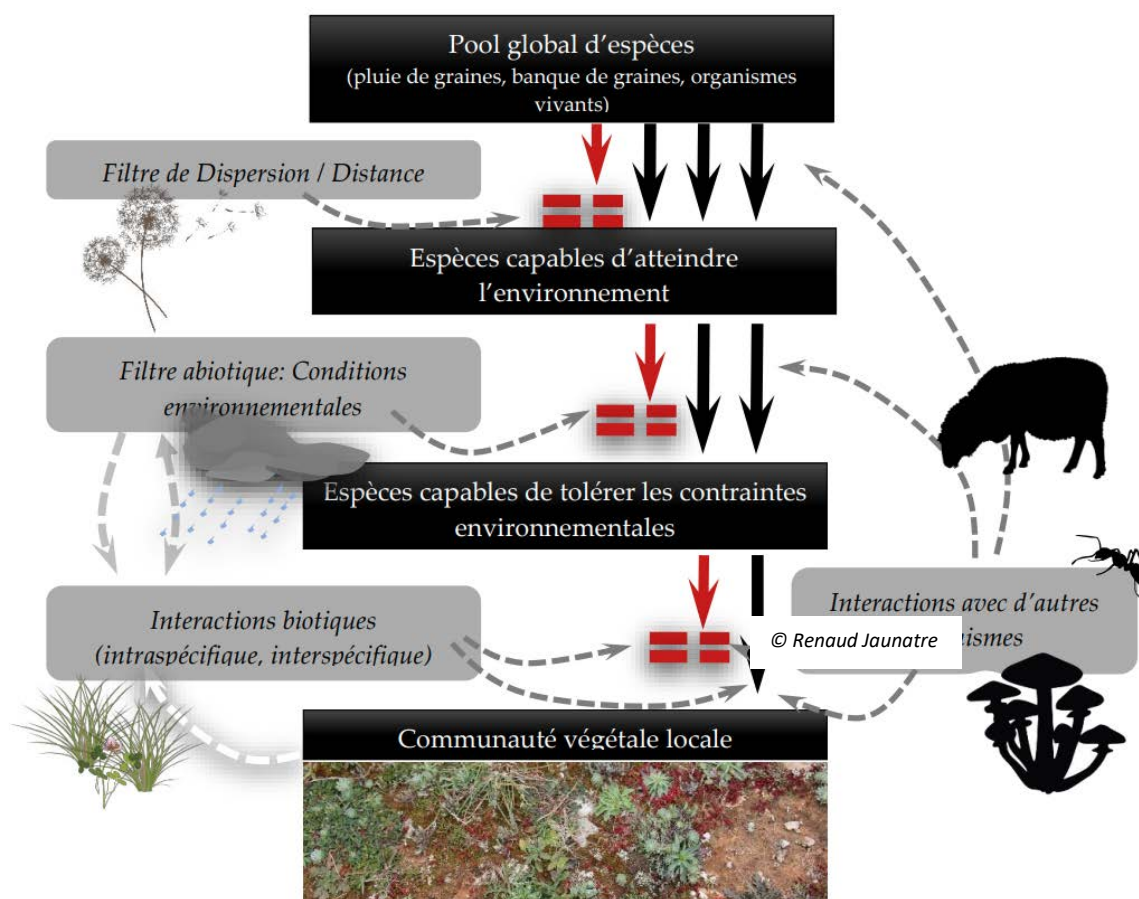 Pool global d'espèces
(pluie de graines, banque de graines, organismes
vivants)
Filtre de Dispersion / Distance
Espèces capables d'atteindre
l'environnement
Filtre abiotique: Conditions
environnementales
Espèces capables de tolérer les contraintes
environnementales
Interactions biotiques
(intraspécifique, interspécifique)
Interactions avec d'autres
© Renaud Jaunatre
Communauté végétale locale